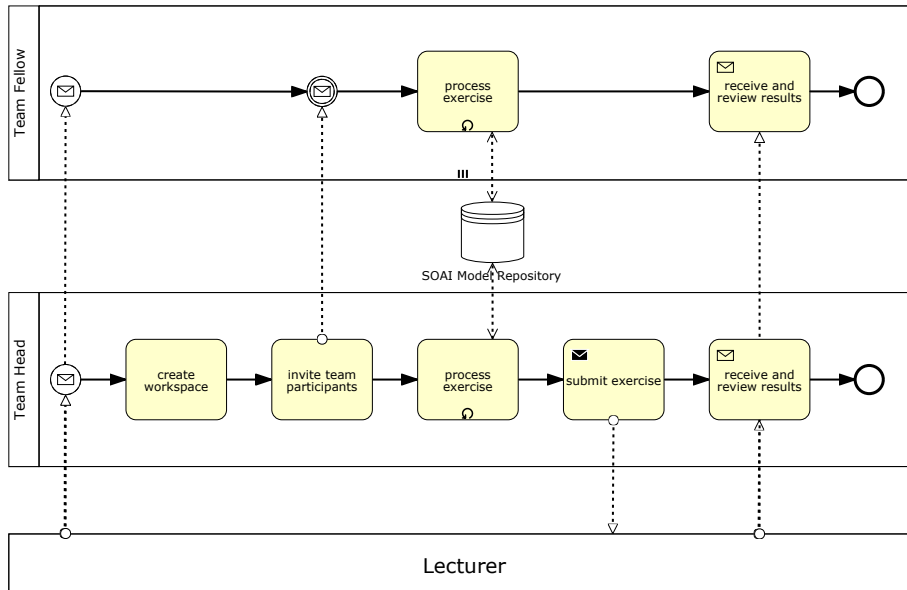 Team Fellow
process
exercise
receive and
review results
SOAI Model Repository
Team Head
create
workspace
invite team
participants
process
exercise
submit exercise
receive and
review results
Lecturer